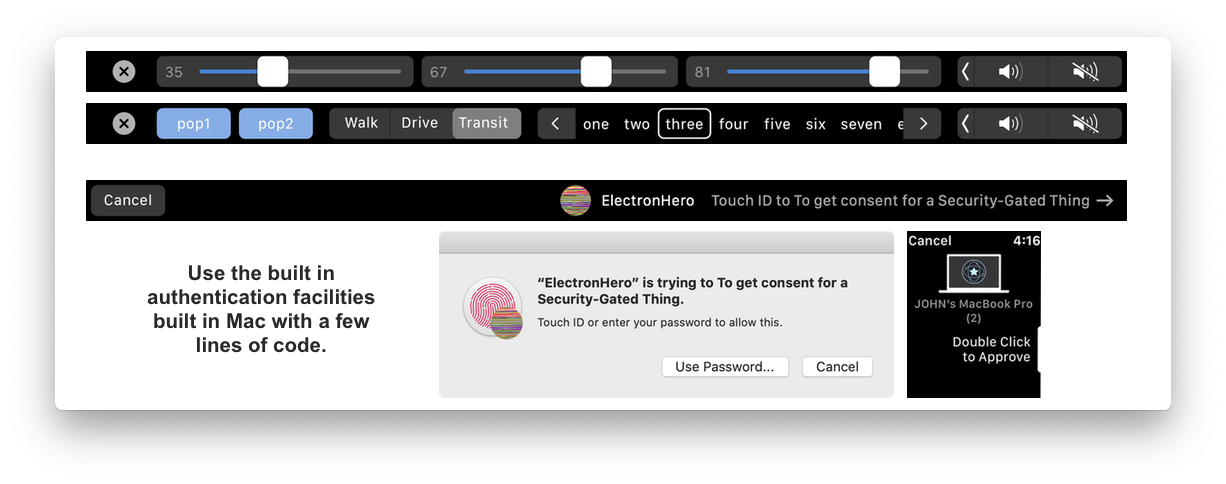 35 67 81
pop1 pop2 Walk Drive Transit one two three four five six seven e
Cancel ElectronHero Touch ID to To get consent for a Security-Gated Thing
Use the built in
authentication facilities
built in Mac with a few
lines of code.
“ElectronHero” is trying to To get consent for a
Security-Gated Thing.
Touch ID or enter your password to allow this.
Use Password... Cancel
Cancel 4:16
JOHN’s MacBook Pro
(2)
Double Click
to Approve